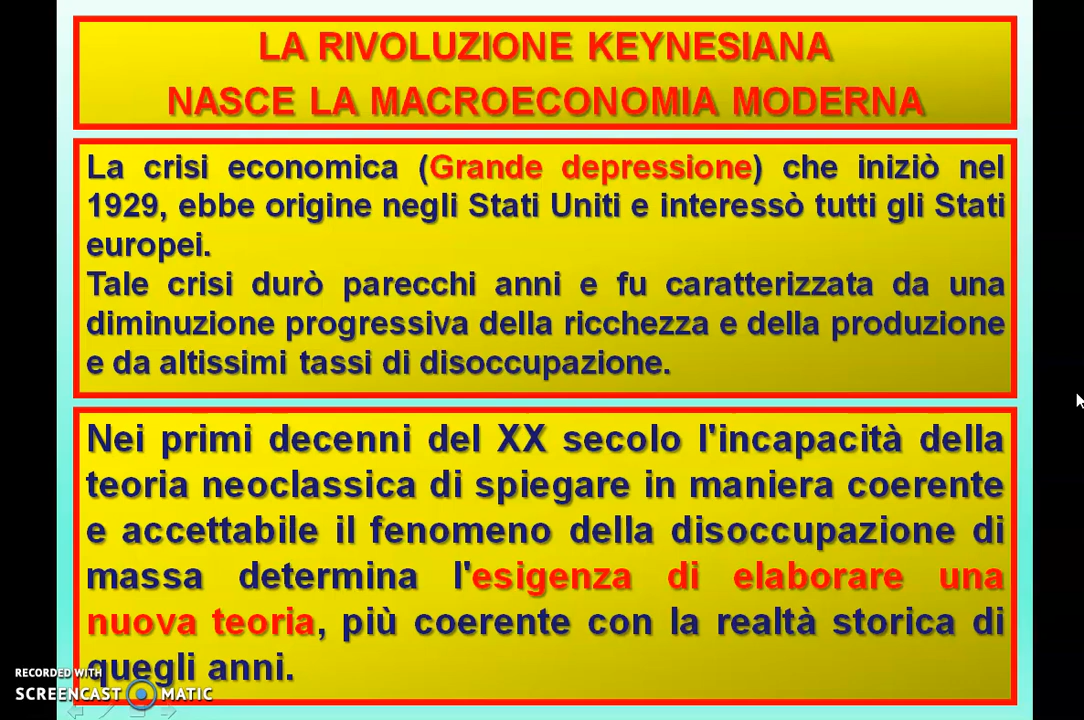 LA RIVOLUZIONE KEYNESIANA
NASCE LA MACROECONOMIA MODERNA
La crisi economica (Grande depressione) che iniziò nel
1929, ebbe origine negli Stati Uniti e interessò tutti gli Stati
europei.
Tale crisi durò parecchi anni e fu caratterizzata da una
diminuzione progressiva della ricchezza e della produzione
e da altissimi tassi di disoccupazione.
Nei primi decenni del XX secolo l'incapacità della
teoria neoclassica di spiegare in maniera coerente
e accettabile il fenomeno della disoccupazione di
massa determina l'esigenza di elaborare una
nuova teoria, più coerente con la realtà storica di
quegli anni.
RECORDED WITH
SCREENCAST MATIC